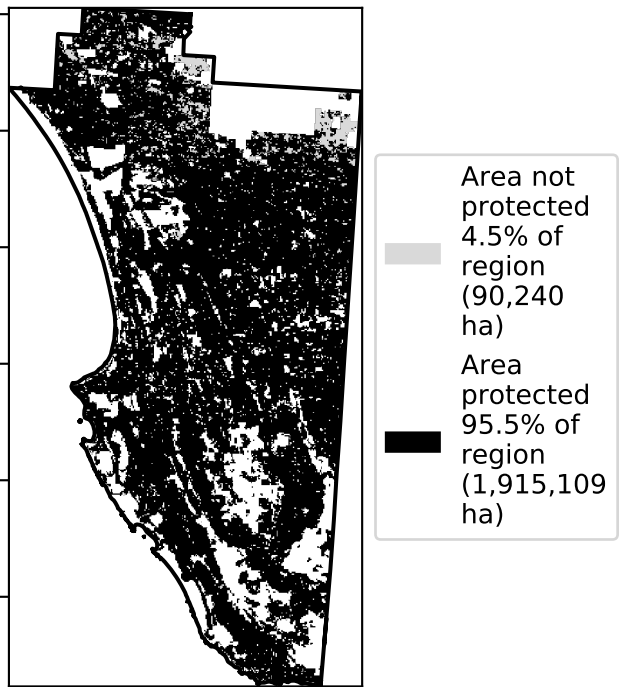 Area not
protected
4.5% of
region
(90,240
ha)
Area
protected
95.5% of
region
(1,915,109
ha)